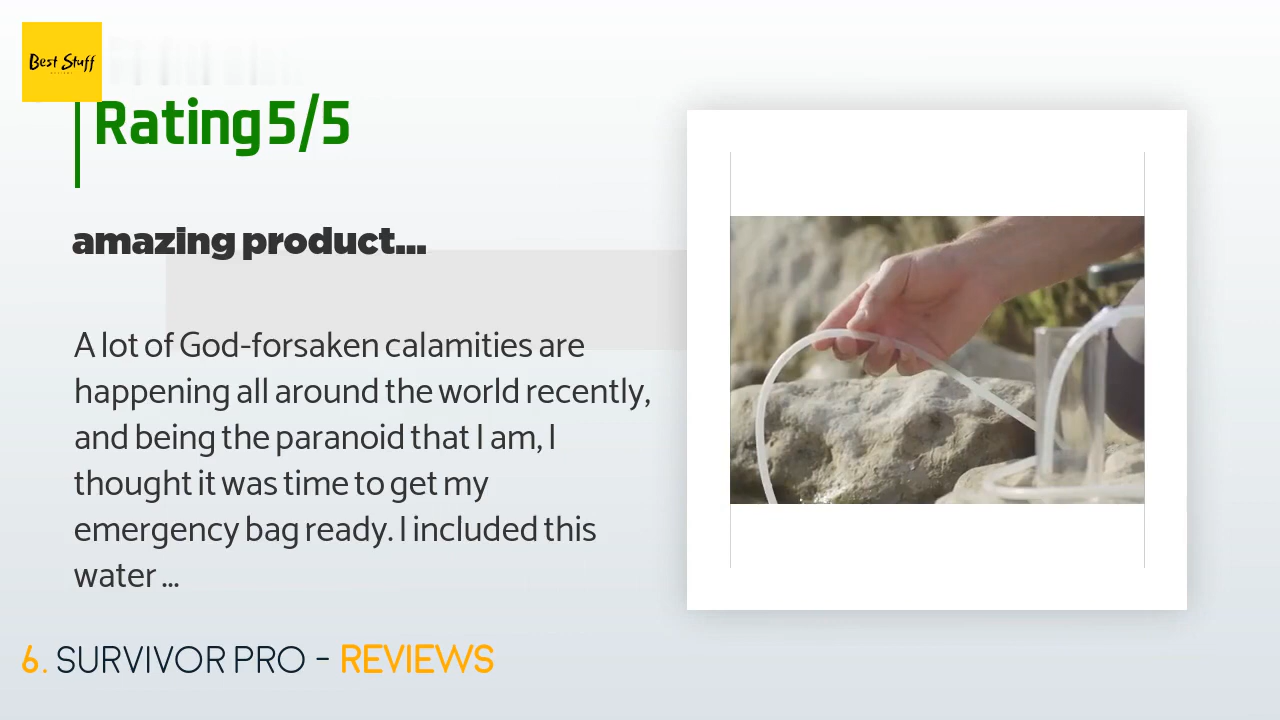 Best Stuff
Rating 5/5
amazing product...
A lot of God-forsaken calamities are
happening all around the world recently,
and being the paranoid that I am, I
thought it was time to get my
emergency bag ready. I included this
water ...
6. SURVIVOR PRO - REVIEWS